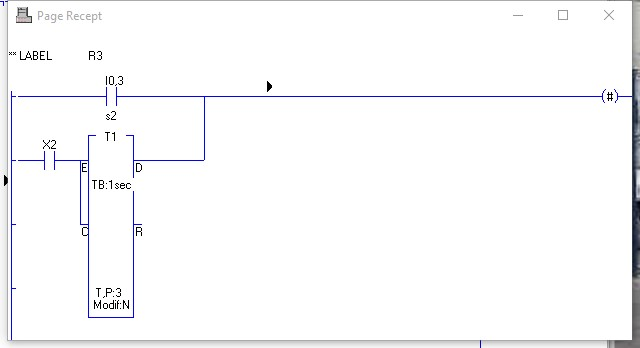 Page Recept
** LABEL R3
I0,3
(#)
s2
T1
X2
E D
TB:1sec
C R
T,P:3
Modif:N